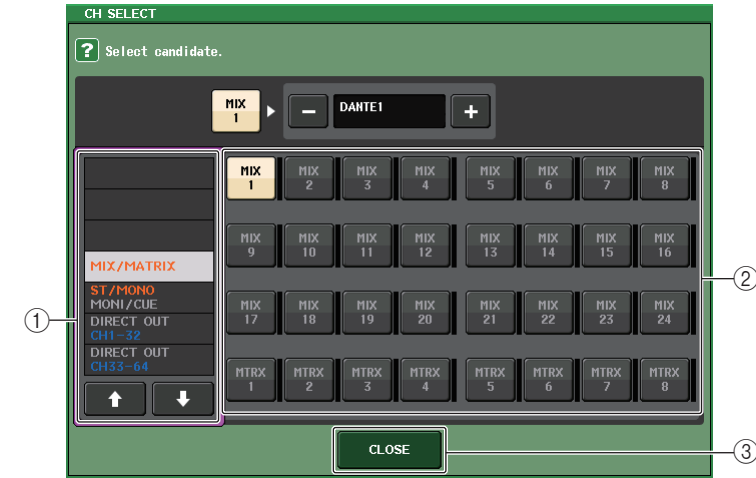 CH SELECT
? Select candidate.
MIX 1 DANTE1
MIX/MATRIX
ST/MONO
MONI/CUE
DIRECT OUT
CH1-32
DIRECT OUT
CH33-64
MIX 1 MIX 2 MIX 3 MIX 4 MIX 5 MIX 6 MIX 7 MIX 8
MIX 9 MIX 10 MIX 11 MIX 12 MIX 13 MIX 14 MIX 15 MIX 16
MIX 17 MIX 18 MIX 19 MIX 20 MIX 21 MIX 22 MIX 23 MIX 24
MTRX 1 MTRX 2 MTRX 3 MTRX 4 MTRX 5 MTRX 6 MTRX 7 MTRX 8
CLOSE
①
②
③